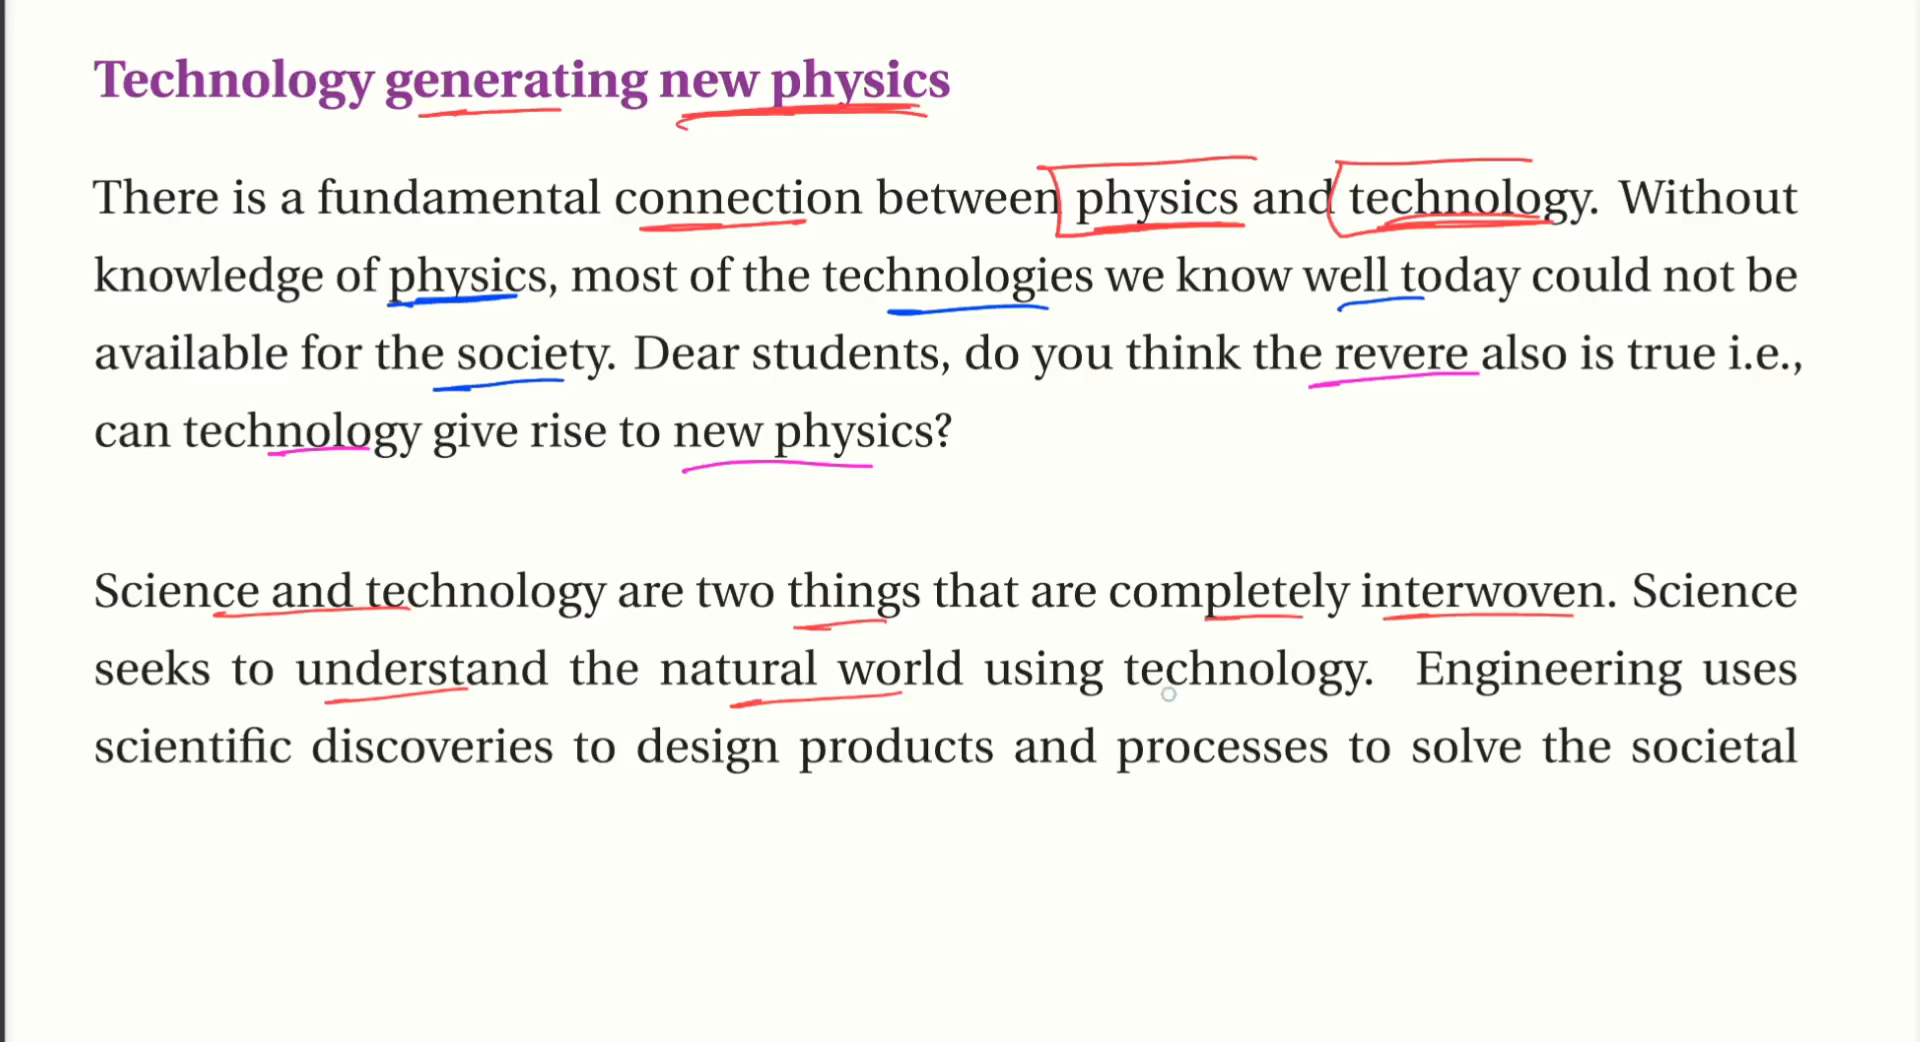 Technology generating new physics
There is a fundamental connection between physics and technology. Without
knowledge of physics, most of the technologies we know well today could not be
available for the society. Dear students, do you think the revere also is true i.e.,
can technology give rise to new physics?
Science and technology are two things that are completely interwoven. Science
seeks to understand the natural world using technology. Engineering uses
scientific discoveries to design products and processes to solve the societal